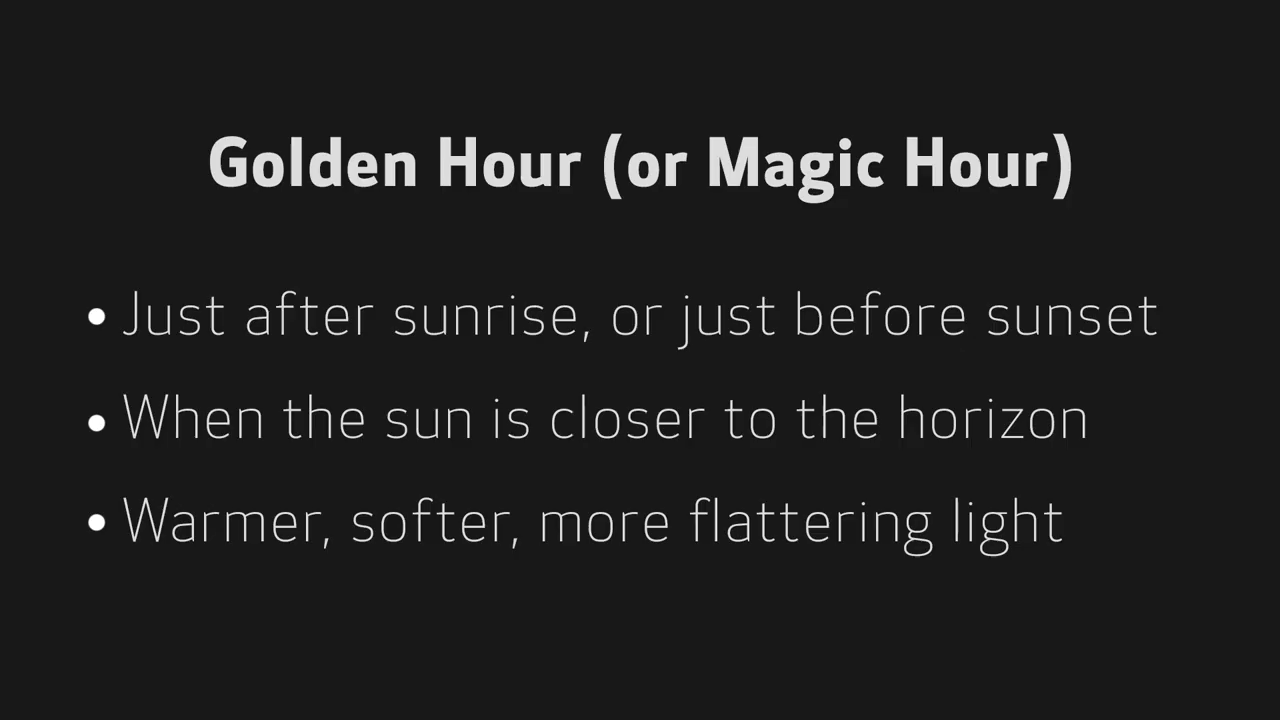 Golden Hour (or Magic Hour)
• Just after sunrise, or just before sunset
• When the sun is closer to the horizon
• Warmer, softer, more flattering light